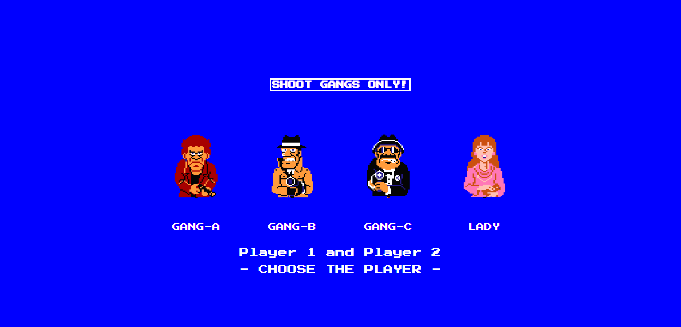 SHOOT GANGS ONLY!
GANG-A GANG-B GANG-C LADY
Player 1 and Player 2
- CHOOSE THE PLAYER -